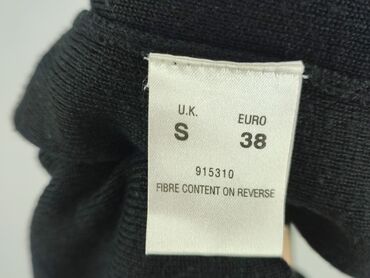 U.K. EURO
S 38
915310
FIBRE CONTENT ON REVERSE